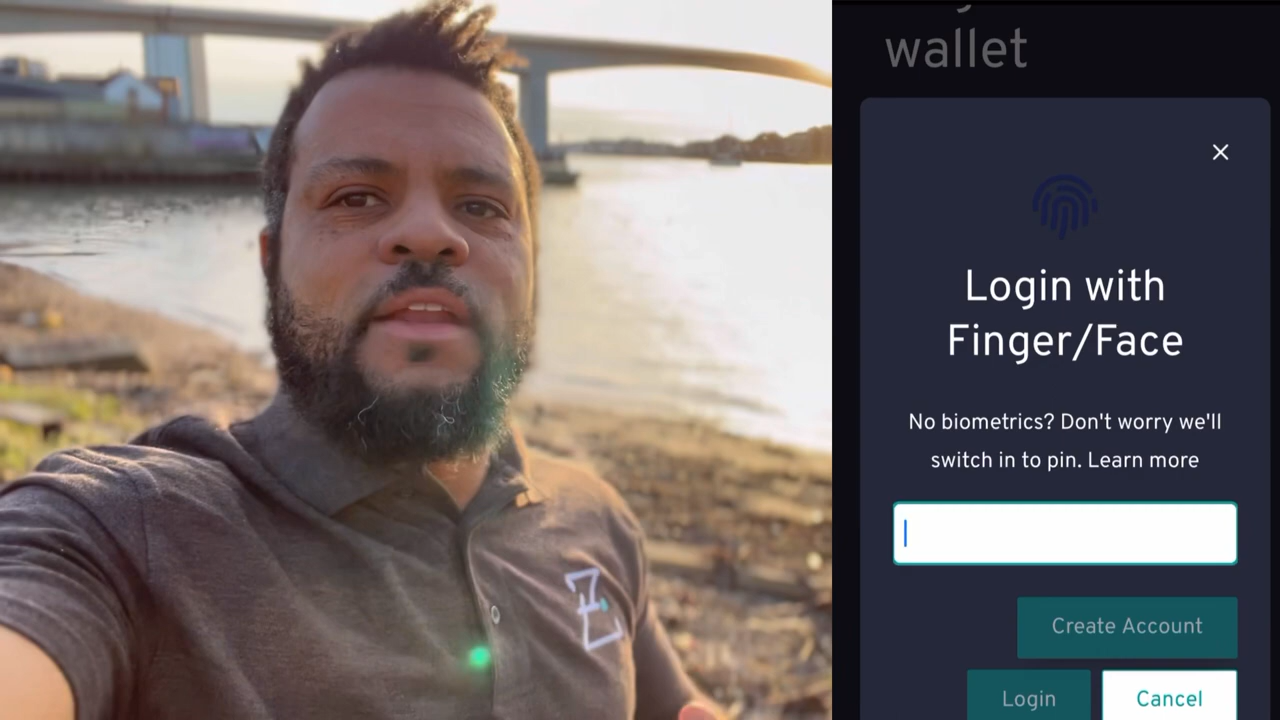 wallet
Login with
Finger/Face
No biometrics? Don't worry we'll
switch in to pin. Learn more
Create Account
Login
Cancel